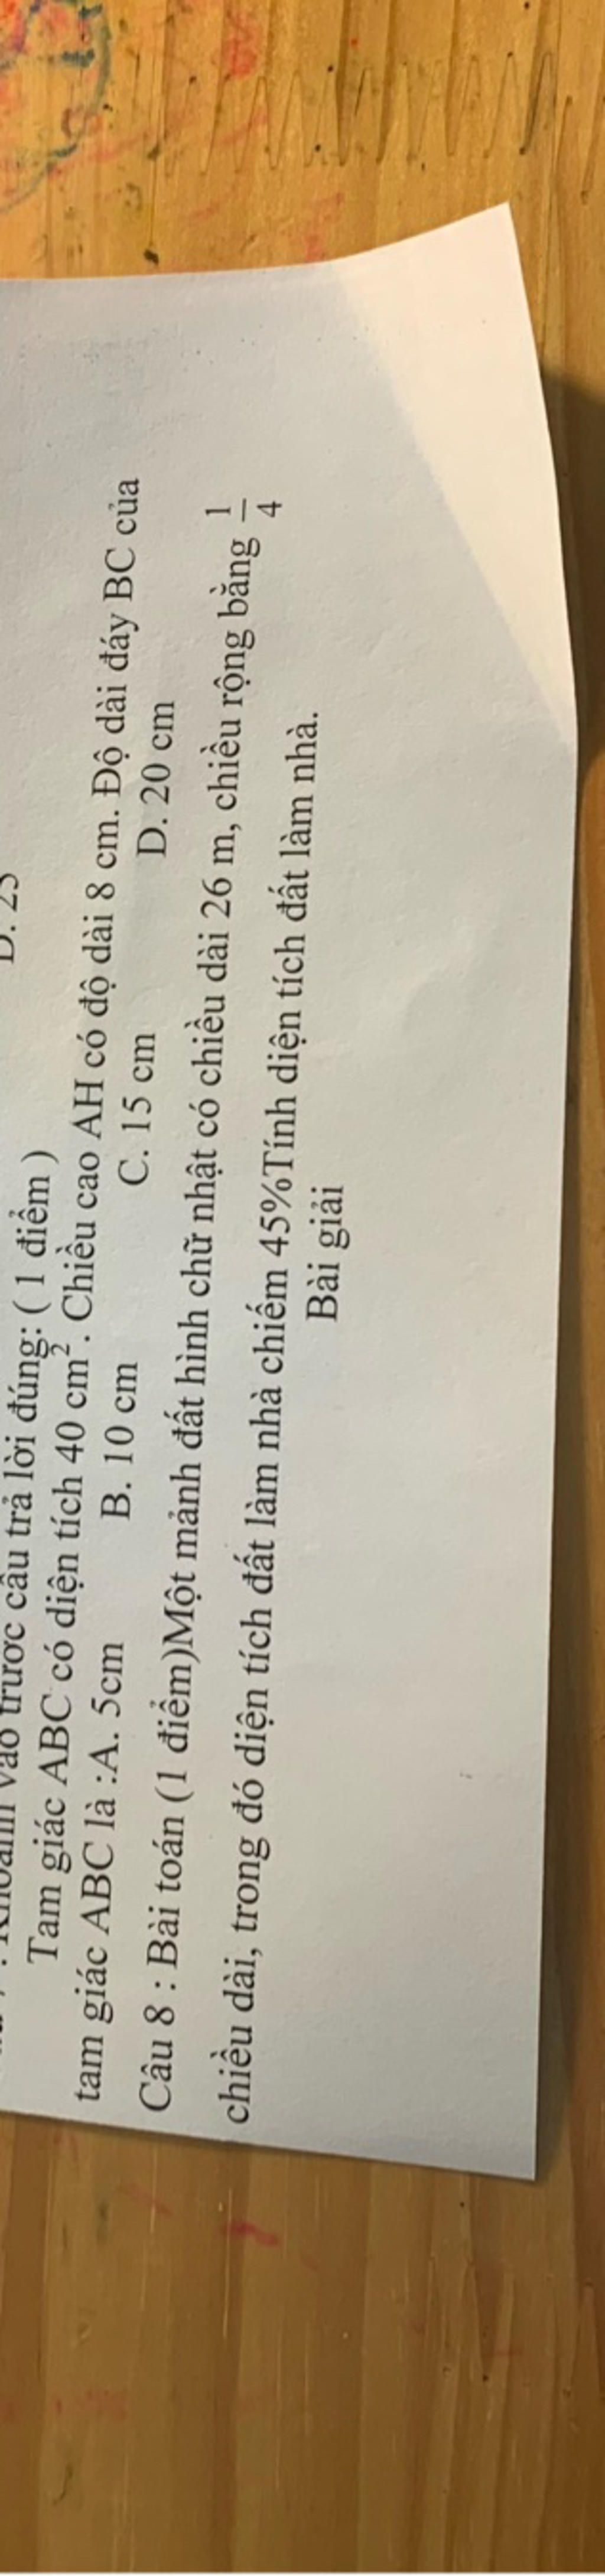 D. 25
vào trước câu trả lời đúng: ( 1 điểm )
Tam giác ABC có diện tích 40 cm². Chiều cao AH có độ dài 8 cm. Độ dài đáy BC của
tam giác ABC là :A. 5cm B. 10 cm C. 15 cm D. 20 cm
Câu 8 : Bài toán (1 điểm)Một mảnh đất hình chữ nhật có chiều dài 26 m, chiều rộng bằng 1/4
chiều dài, trong đó diện tích đất làm nhà chiếm 45%Tính diện tích đất làm nhà.
Bài giải